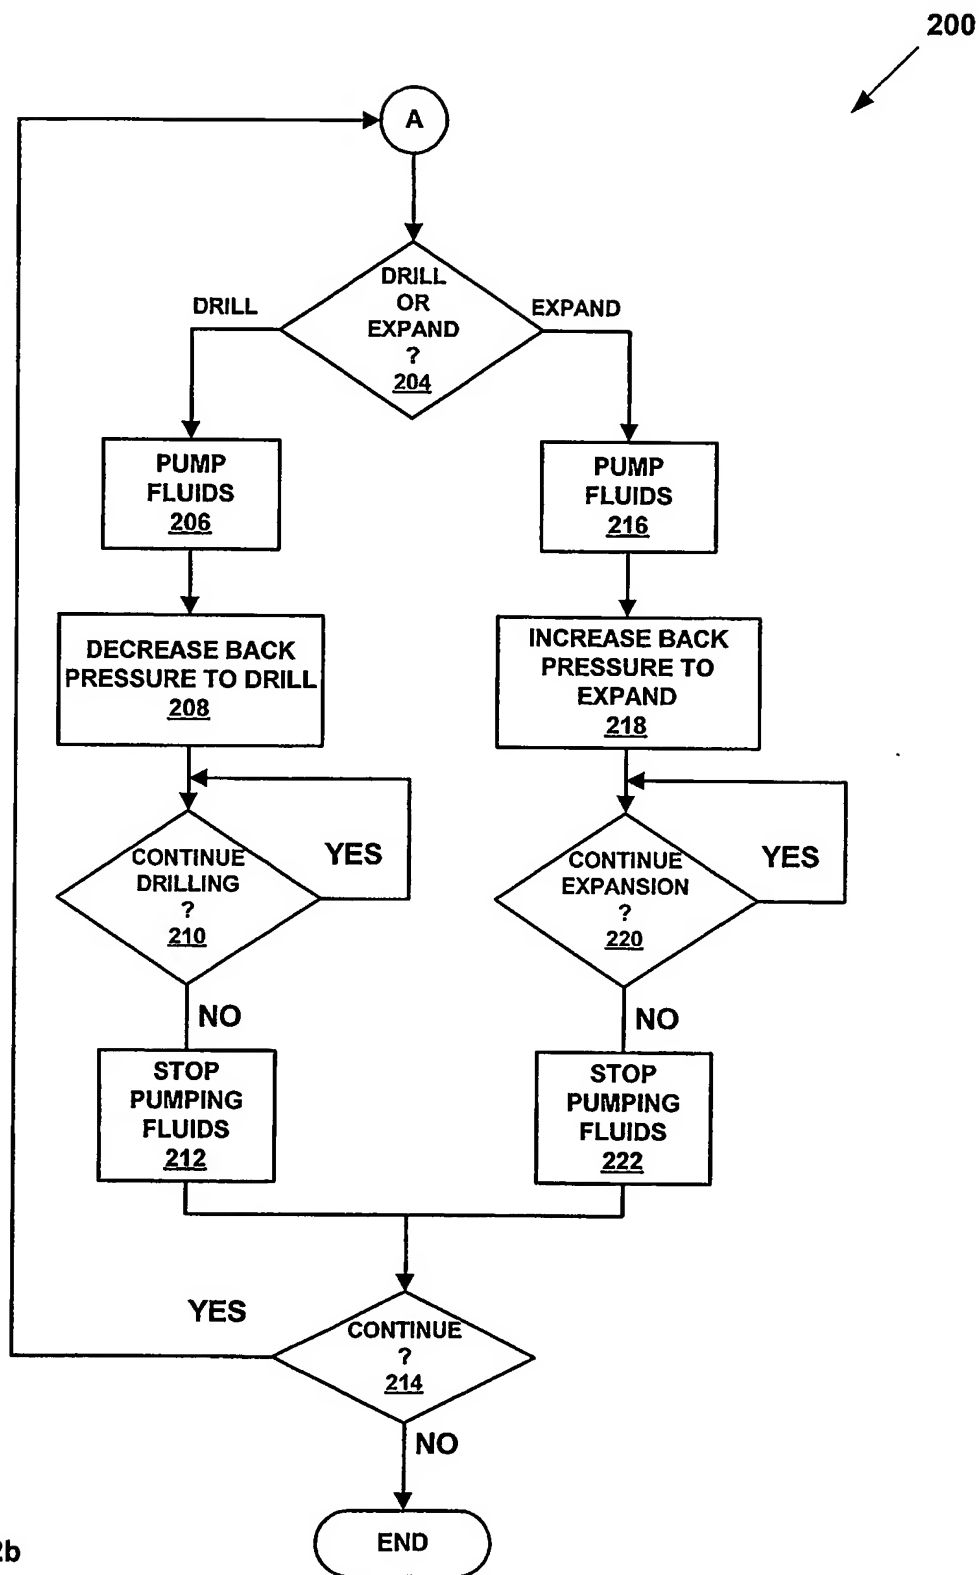 200
A
DRILL
OR
EXPAND
?
204
DRILL
EXPAND
PUMP
FLUIDS
206
PUMP
FLUIDS
216
DECREASE BACK
PRESSURE TO DRILL
208
INCREASE BACK
PRESSURE TO
EXPAND
218
CONTINUE
DRILLING
?
210
YES
CONTINUE
EXPANSION
?
220
YES
NO
NO
STOP
PUMPING
FLUIDS
212
STOP
PUMPING
FLUIDS
222
YES
CONTINUE
?
214
NO
END
2b